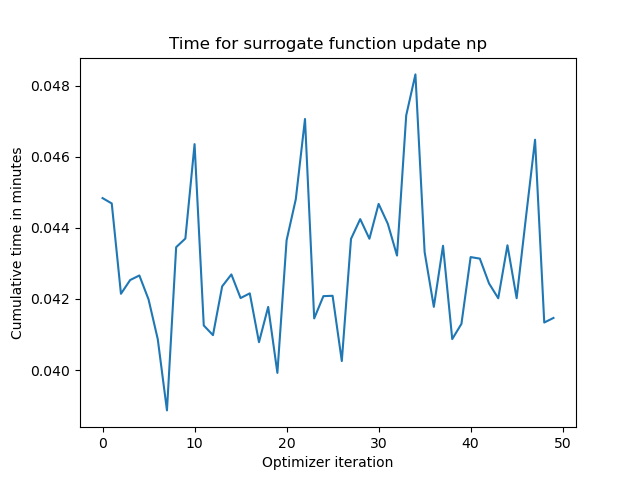 Time for surrogate function update np
Cumulative time in minutes
0.048
0.046
0.044
0.042
0.040
0 10 20 30 40 50
Optimizer iteration